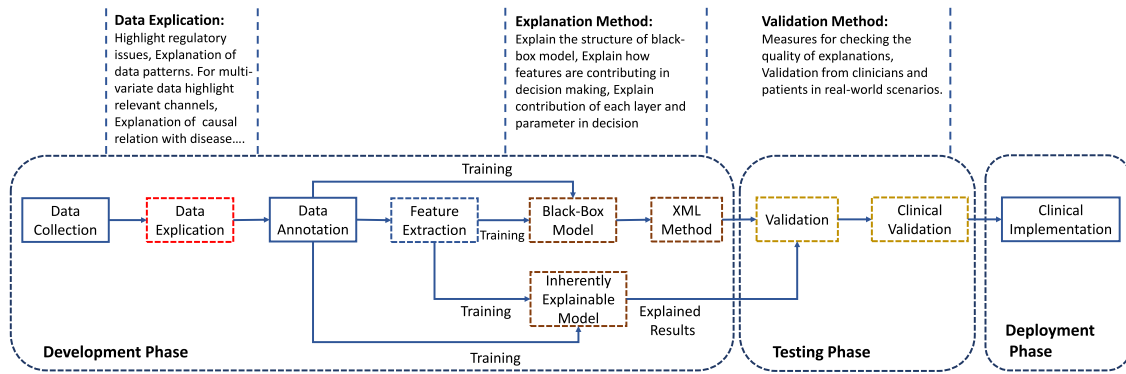 Data Explication:
Highlight regulatory
issues, Explanation of
data patterns. For multi-
variate data highlight
relevant channels,
Explanation of causal
relation with disease....
Explanation Method:
Explain the structure of black-
box model, Explain how
features are contributing in
decision making, Explain
contribution of each layer and
parameter in decision
Validation Method:
Measures for checking the
quality of explanations,
Validation from clinicians and
patients in real-world scenarios.
Training
Data
Collection
Data
Explication
Data
Annotation
Feature
Extraction
Training
Black-Box
Model
XML
Method
Validation
Clinical
Validation
Clinical
Implementation
Training
Inherently
Explainable
Model
Explained
Results
Training
Development Phase
Testing Phase
Deployment
Phase